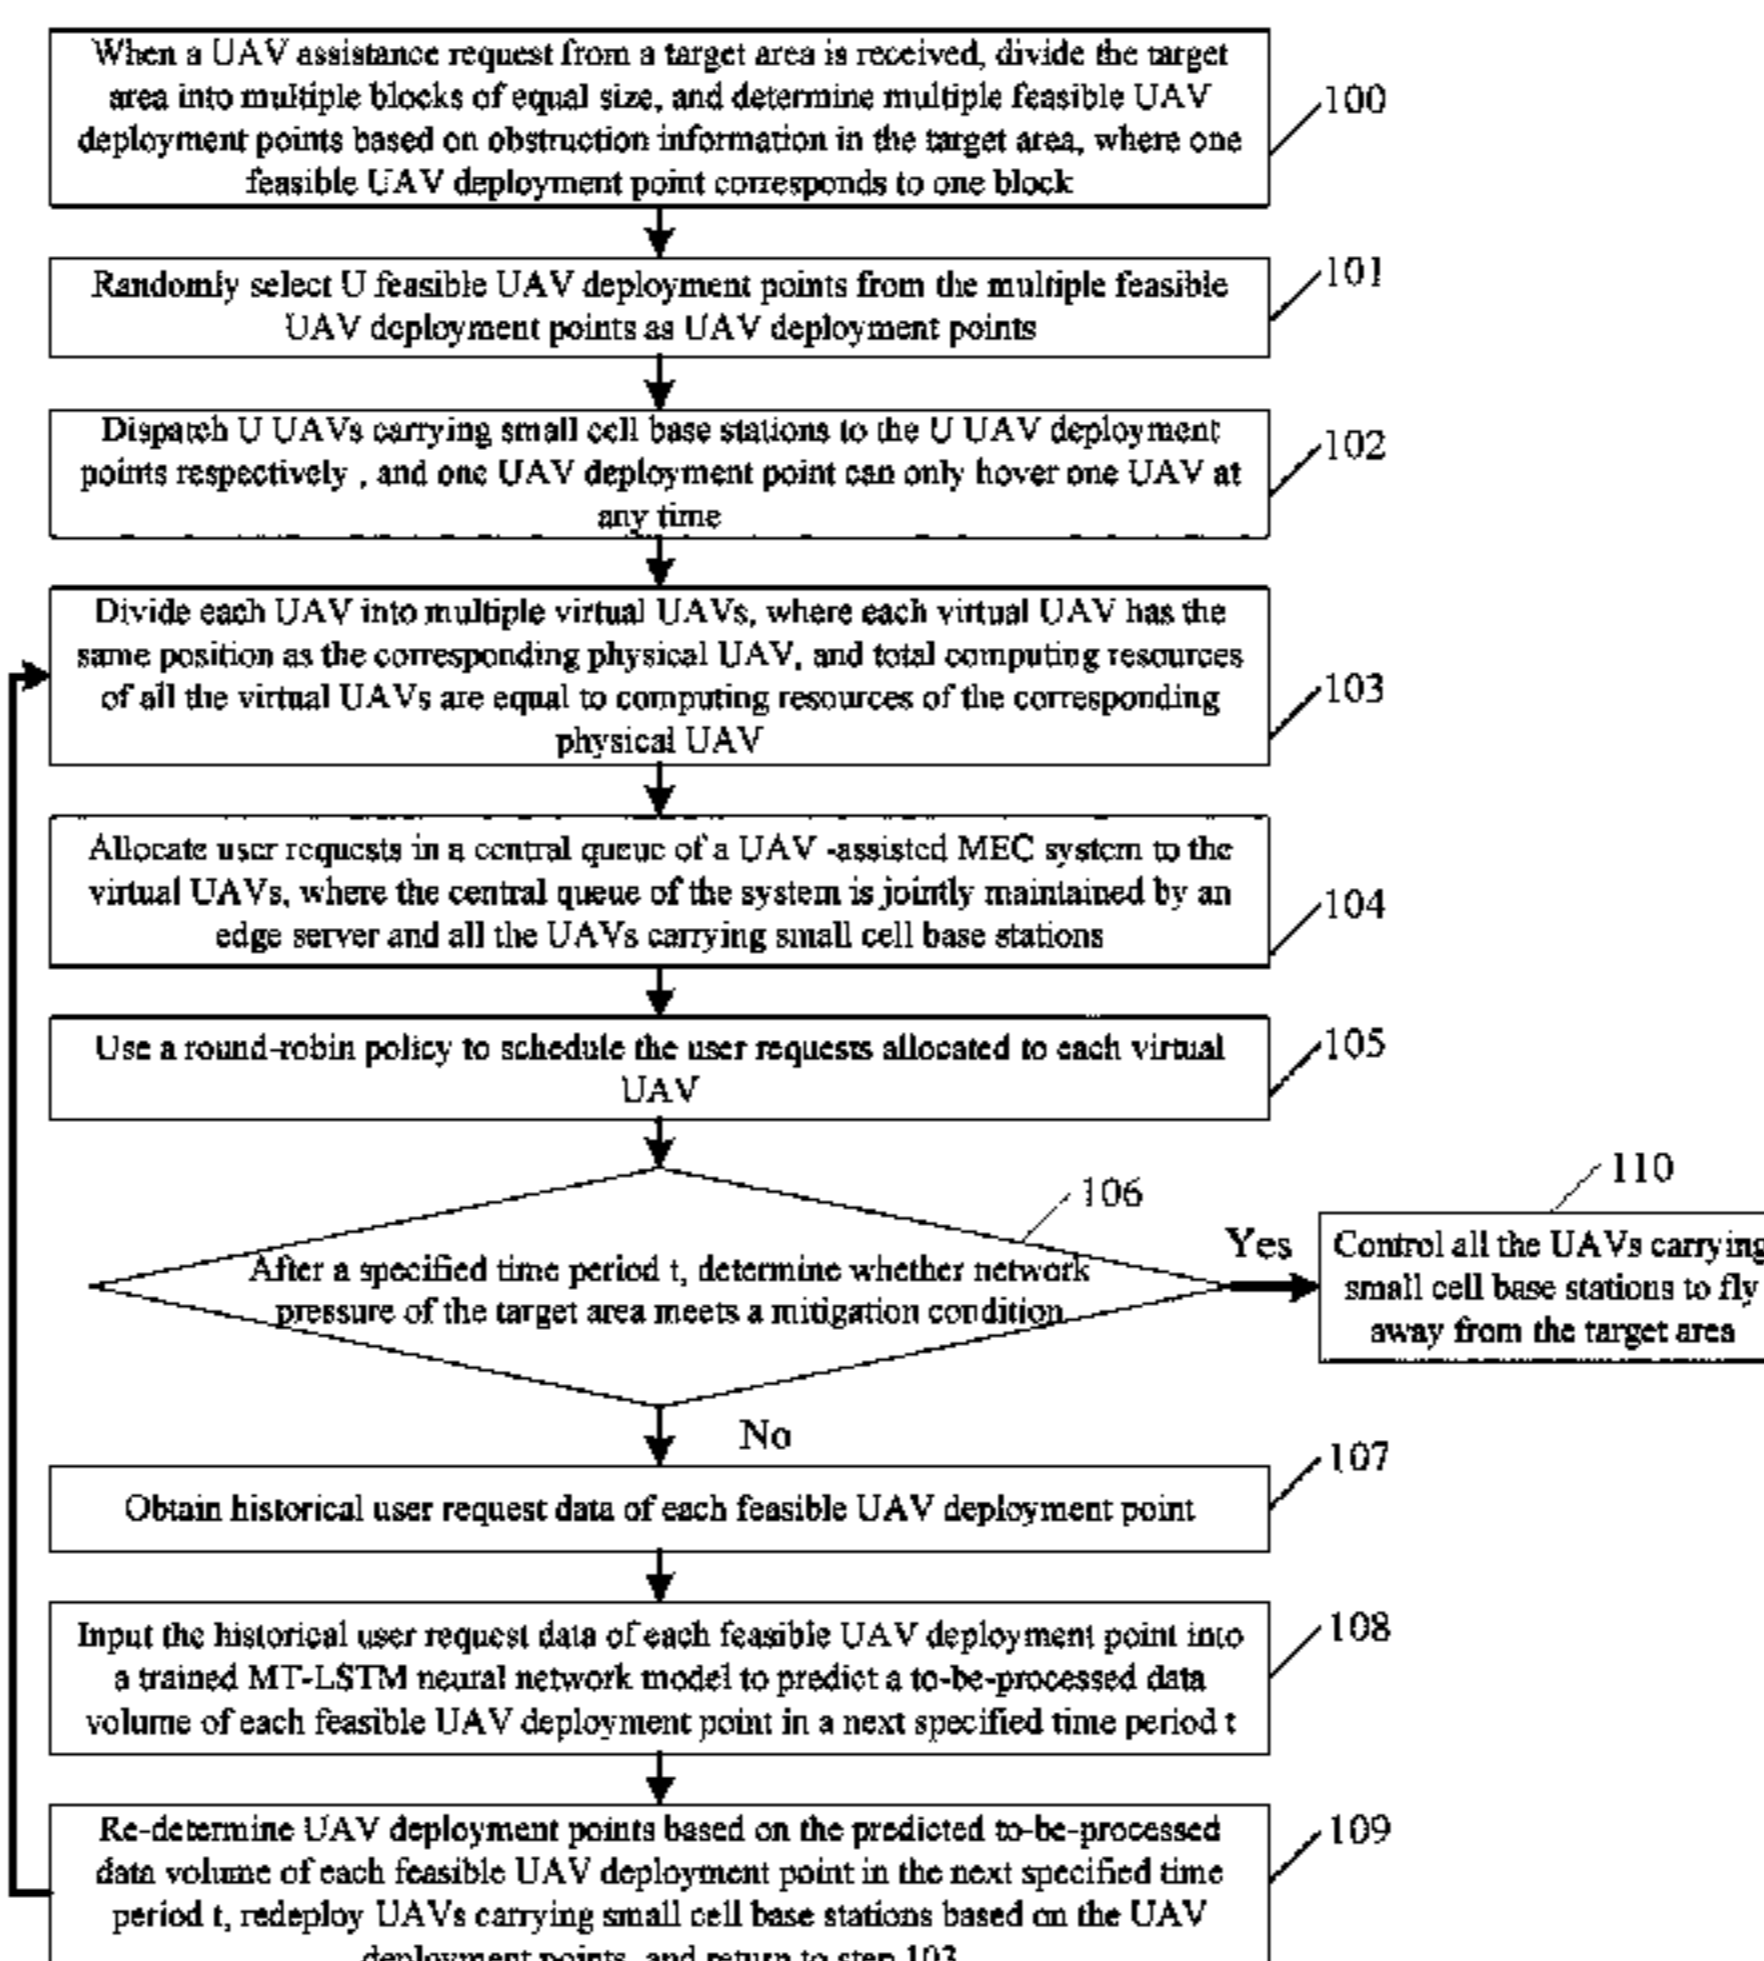 When a UAV assistance request from a target area is received, divide the target
area into multiple blocks of equal size, and determine multiple feasible UAV
deployment points based on obstruction information in the target area, where one
feasible UAV deployment point corresponds to one block
100
Randomly select U feasible UAV deployment points from the multiple feasible
UAV deployment points as UAV deployment points
101
Dispatch U UAVs carrying small cell base stations to the U UAV deployment
points respectively , and one UAV deployment point can only hover one UAV at
any time
102
Divide each UAV into multiple virtual UAVs, where each virtual UAV has the
same position as the corresponding physical UAV, and total computing resources
of all the virtual UAVs are equal to computing resources of the corresponding
physical UAV
103
Allocate user requests in a central queue of a UAV -assisted MEC system to the
virtual UAVs, where the central queue of the system is jointly maintained by an
edge server and all the UAVs carrying small cell base stations
104
Use a round-robin policy to schedule the user requests allocated to each virtual
UAV
105
After a specified time period t, determine whether network
pressure of the target area meets a mitigation condition
106
Yes
110
Control all the UAVs carrying
small cell base stations to fly
away from the target area
No
Obtain historical user request data of each feasible UAV deployment point
107
Input the historical user request data of each feasible UAV deployment point into
a trained MT-LSTM neural network model to predict a to-be-processed data
volume of each feasible UAV deployment point in a next specified time period t
108
Re-determine UAV deployment points based on the predicted to-be-processed
data volume of each feasible UAV deployment point in the next specified time
period t, redeploy UAVs carrying small cell base stations based on the UAV
deployment points, and return to step 103
109